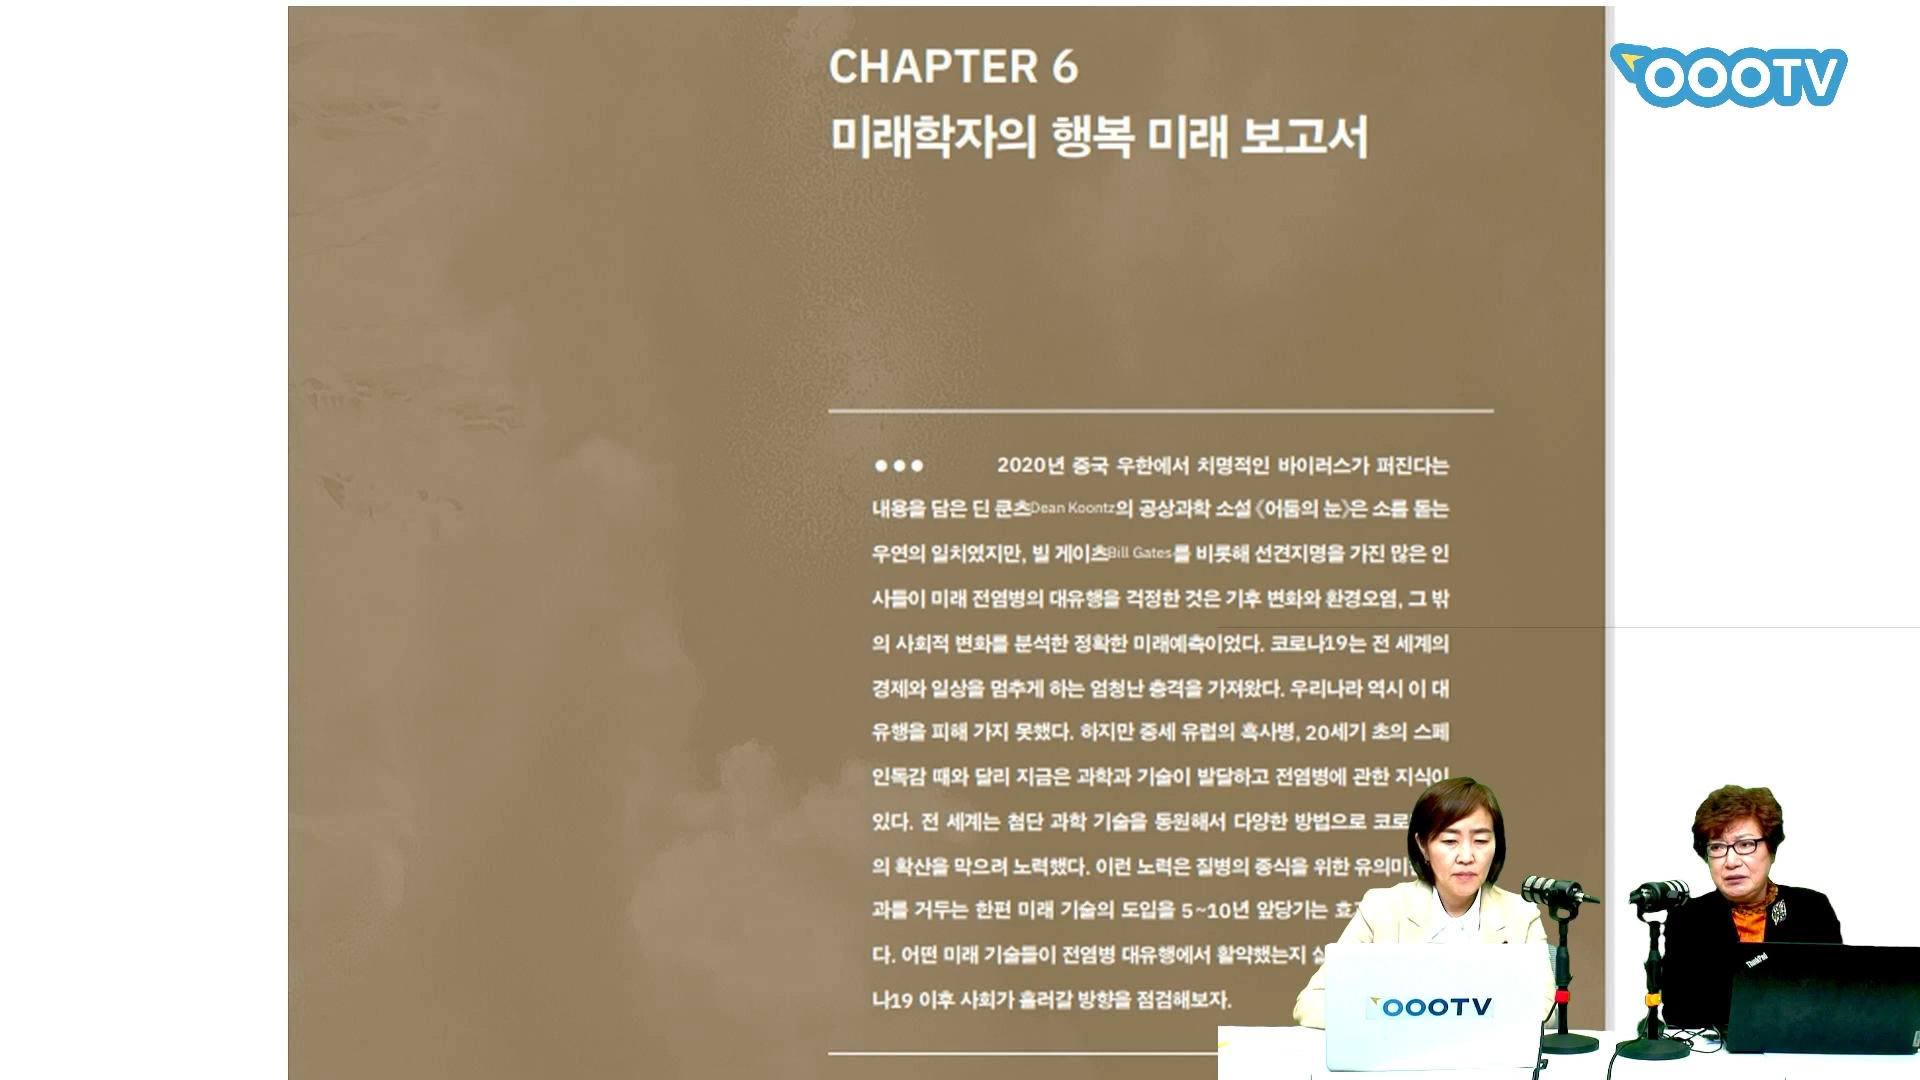 CHAPTER 6
미래학자의 행복 미래 보고서
OOOTV
2020년 중국 우한에서 치명적인 바이러스가 퍼진다는
내용을 담은 딘 쿤츠Dean Koontz의 공상과학 소설 《어둠의 눈》은 소름 돋는
우연의 일치였지만, 빌 게이츠Bill Gates를 비롯해 선견지명을 가진 많은 인
사들이 미래 전염병의 대유행을 걱정한 것은 기후 변화와 환경오염, 그 밖
의 사회적 변화를 분석한 정확한 미래예측이었다. 코로나19는 전 세계의
경제와 일상을 멈추게 하는 엄청난 충격을 가져왔다. 우리나라 역시 이 대
유행을 피해 가지 못했다. 하지만 중세 유럽의 흑사병, 20세기 초의 스페
인독감 때와 달리 지금은 과학과 기술이 발달하고 전염병에 관한 지식이
있다. 전 세계는 첨단 과학 기술을 동원해서 다양한 방법으로
의 확산을 막으려 노력했다. 이런 노력은 질병의 종식을 위한
과를 거두는 한편 미래 기술의 도입을 5~10년 앞당기는
다. 어떤 미래 기술들이 전염병 대유행에서 활약했는지
나19 이후 사회가 흘러갈 방향을 점검해보자.
OOOTV
ThinkPad